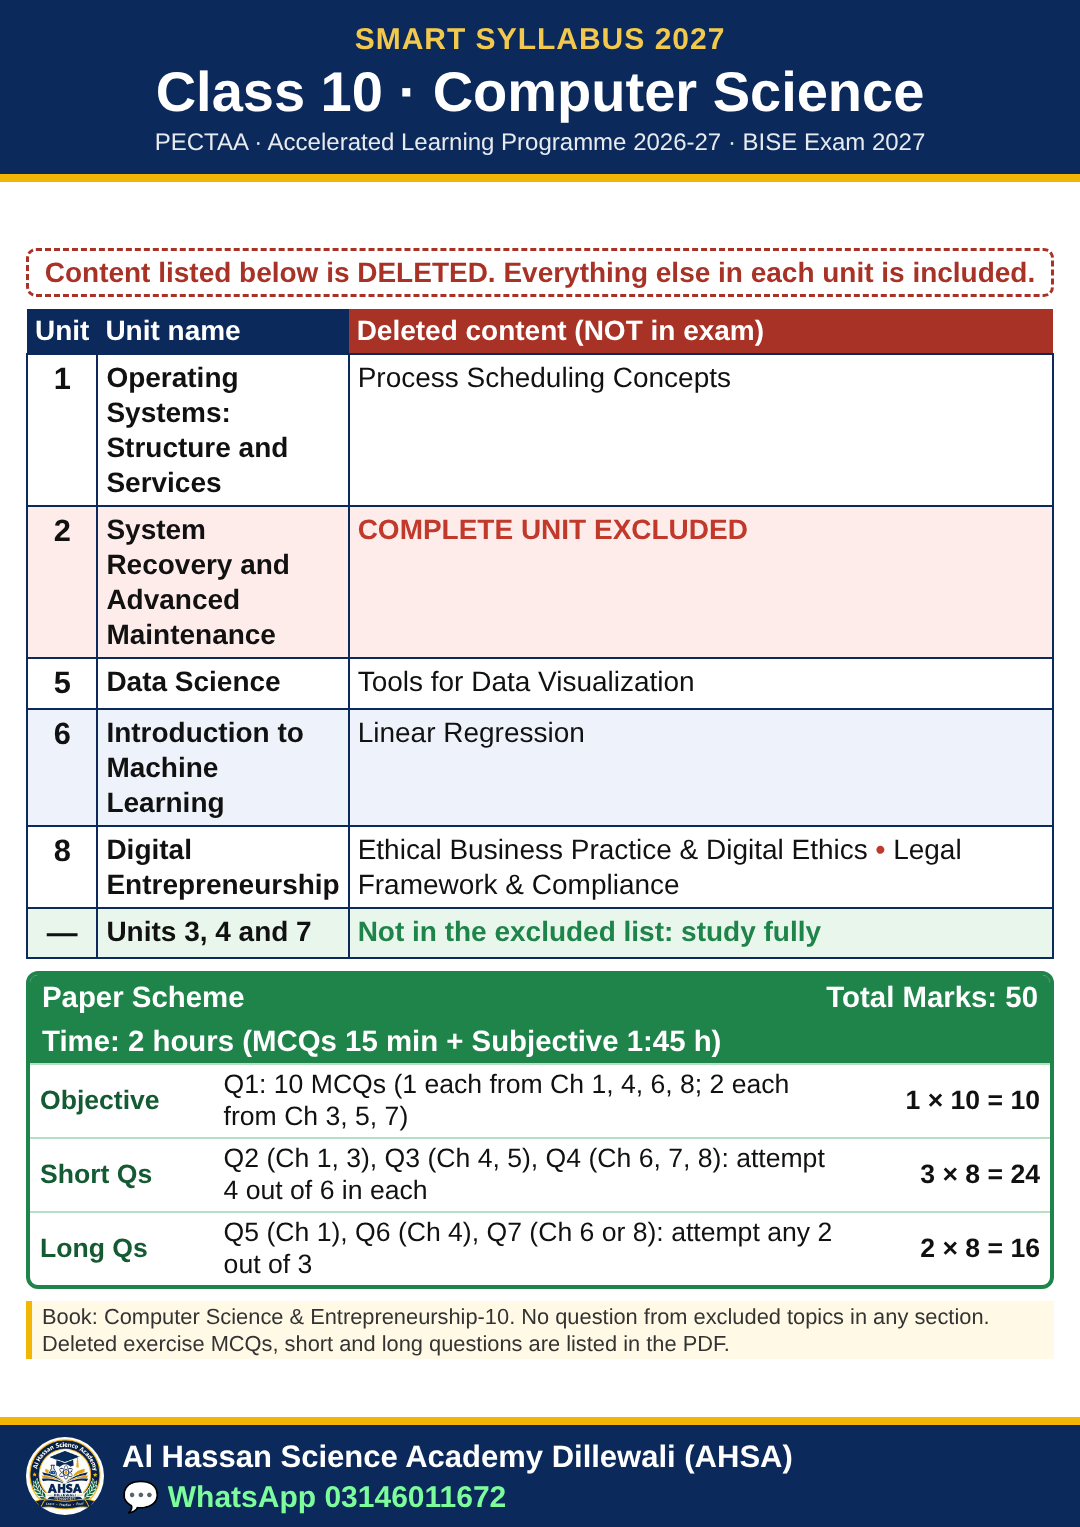 SMART SYLLABUS 2027
Class 10 · Computer Science
PECTAA · Accelerated Learning Programme 2026-27 · BISE Exam 2027
Content listed below is DELETED. Everything else in each unit is included.
Unit Unit name Deleted content (NOT in exam)
1 Operating Process Scheduling Concepts
Systems:
Structure and
Services
2 System COMPLETE UNIT EXCLUDED
Recovery and
Advanced
Maintenance
5 Data Science Tools for Data Visualization
6 Introduction to Linear Regression
Machine
Learning
8 Digital Ethical Business Practice & Digital Ethics • Legal
Entrepreneurship Framework & Compliance
— Units 3, 4 and 7 Not in the excluded list: study fully
Paper Scheme Total Marks: 50
Time: 2 hours (MCQs 15 min + Subjective 1:45 h)
Objective Q1: 10 MCQs (1 each from Ch 1, 4, 6, 8; 2 each 1 × 10 = 10
from Ch 3, 5, 7)
Short Qs Q2 (Ch 1, 3), Q3 (Ch 4, 5), Q4 (Ch 6, 7, 8): attempt 3 × 8 = 24
4 out of 6 in each
Long Qs Q5 (Ch 1), Q6 (Ch 4), Q7 (Ch 6 or 8): attempt any 2 2 × 8 = 16
out of 3
Book: Computer Science & Entrepreneurship-10. No question from excluded topics in any section.
Deleted exercise MCQs, short and long questions are listed in the PDF.
Al Hassan Science Academy
AHSA
DILLEWALI
Al Hassan Science Academy Dillewali (AHSA)
💬 WhatsApp 03146011672